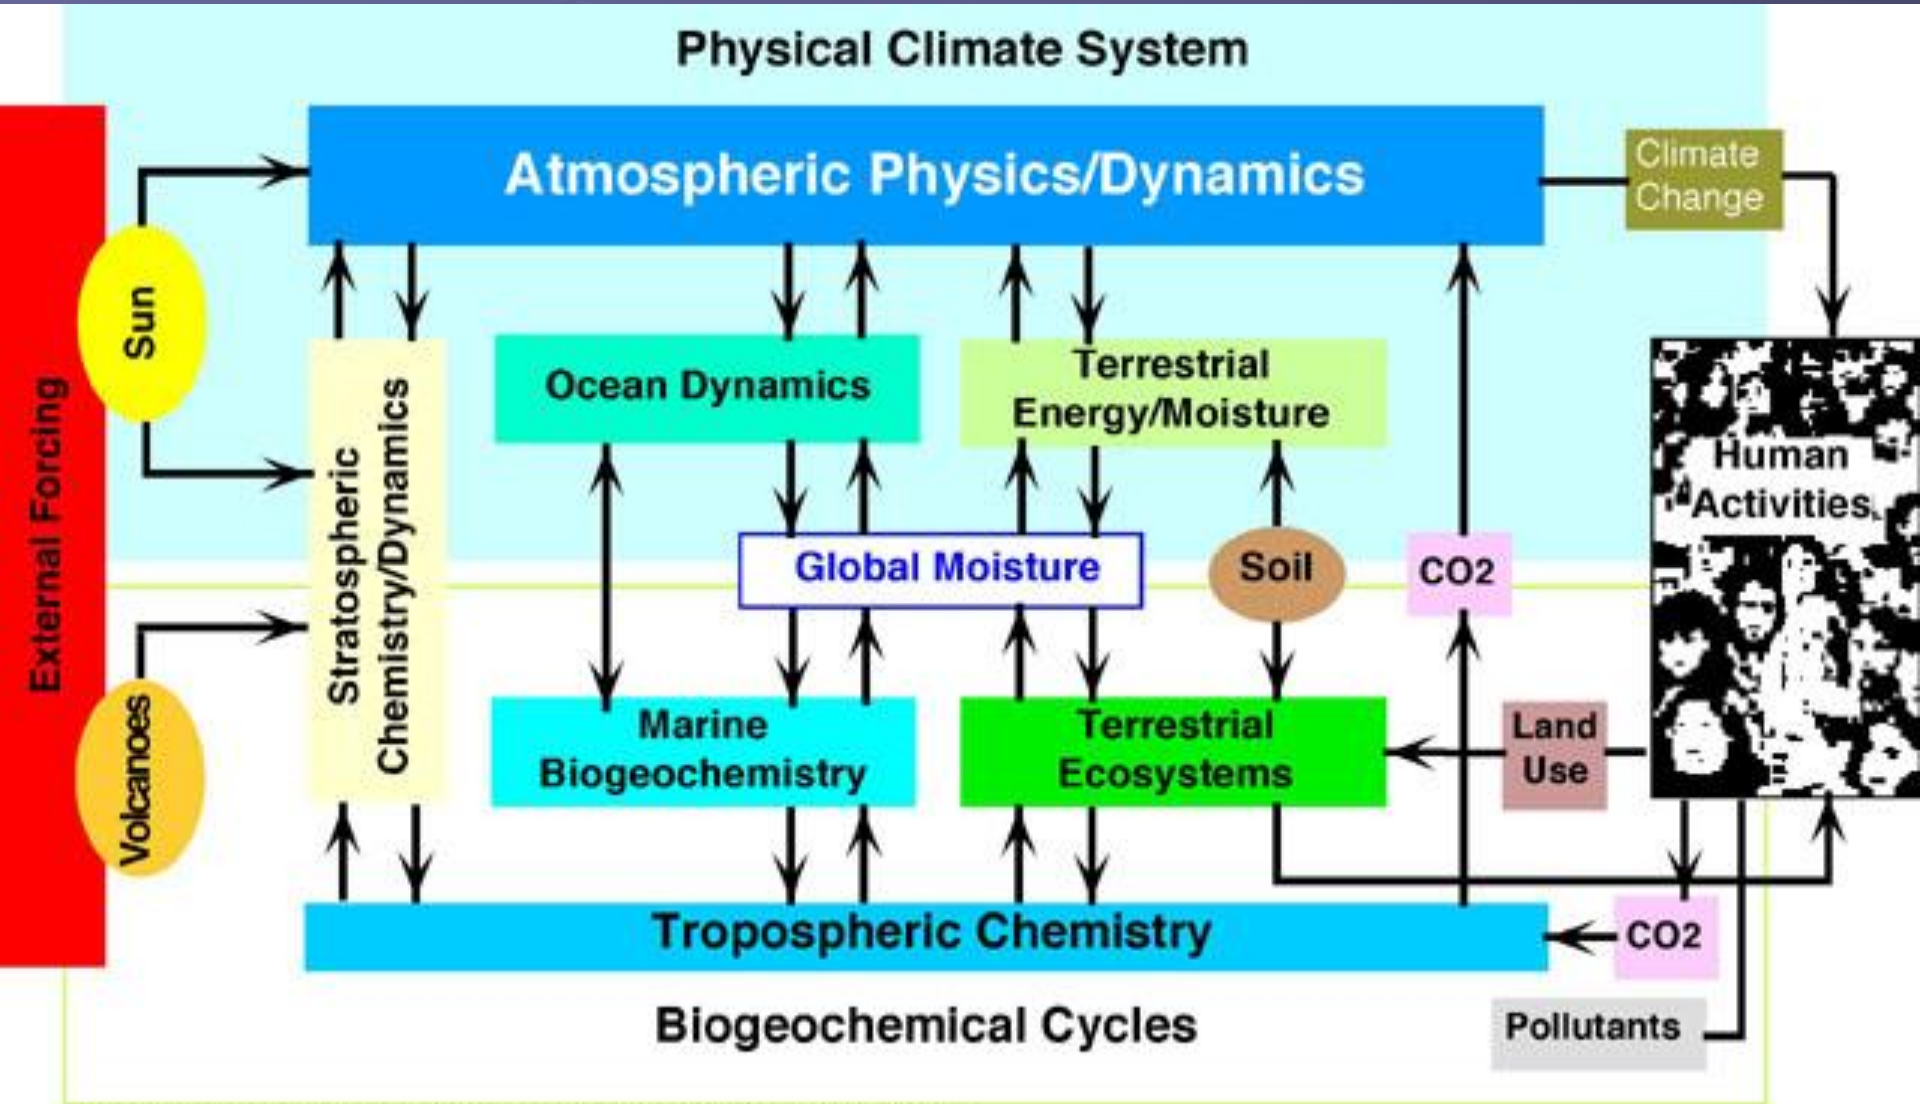 Physical Climate System
Atmospheric Physics/Dynamics
Climate
Change
External Forcing
Sun
Stratospheric
Chemistry/Dynamics
Ocean Dynamics
Terrestrial
Energy/Moisture
Human
Activities
Global Moisture
Soil
CO2
Volcanoes
Marine
Biogeochemistry
Terrestrial
Ecosystems
Land
Use
Tropospheric Chemistry
CO2
Biogeochemical Cycles
Pollutants